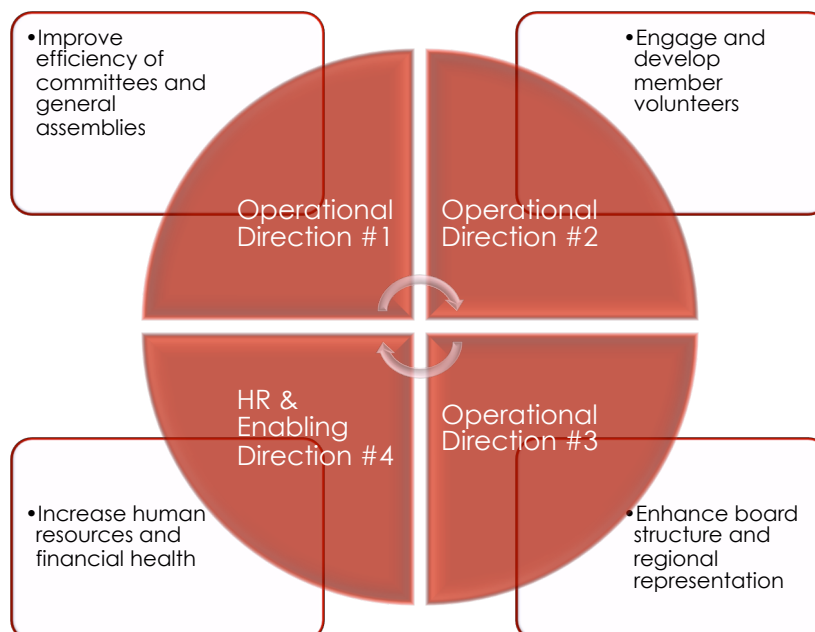 •Improve
efficiency of
committees and
general
assemblies
•Engage and
develop
member
volunteers
Operational
Direction #1
Operational
Direction #2
HR &
Enabling
Direction #4
Operational
Direction #3
•Increase human
resources and
financial health
•Enhance board
structure and
regional
representation